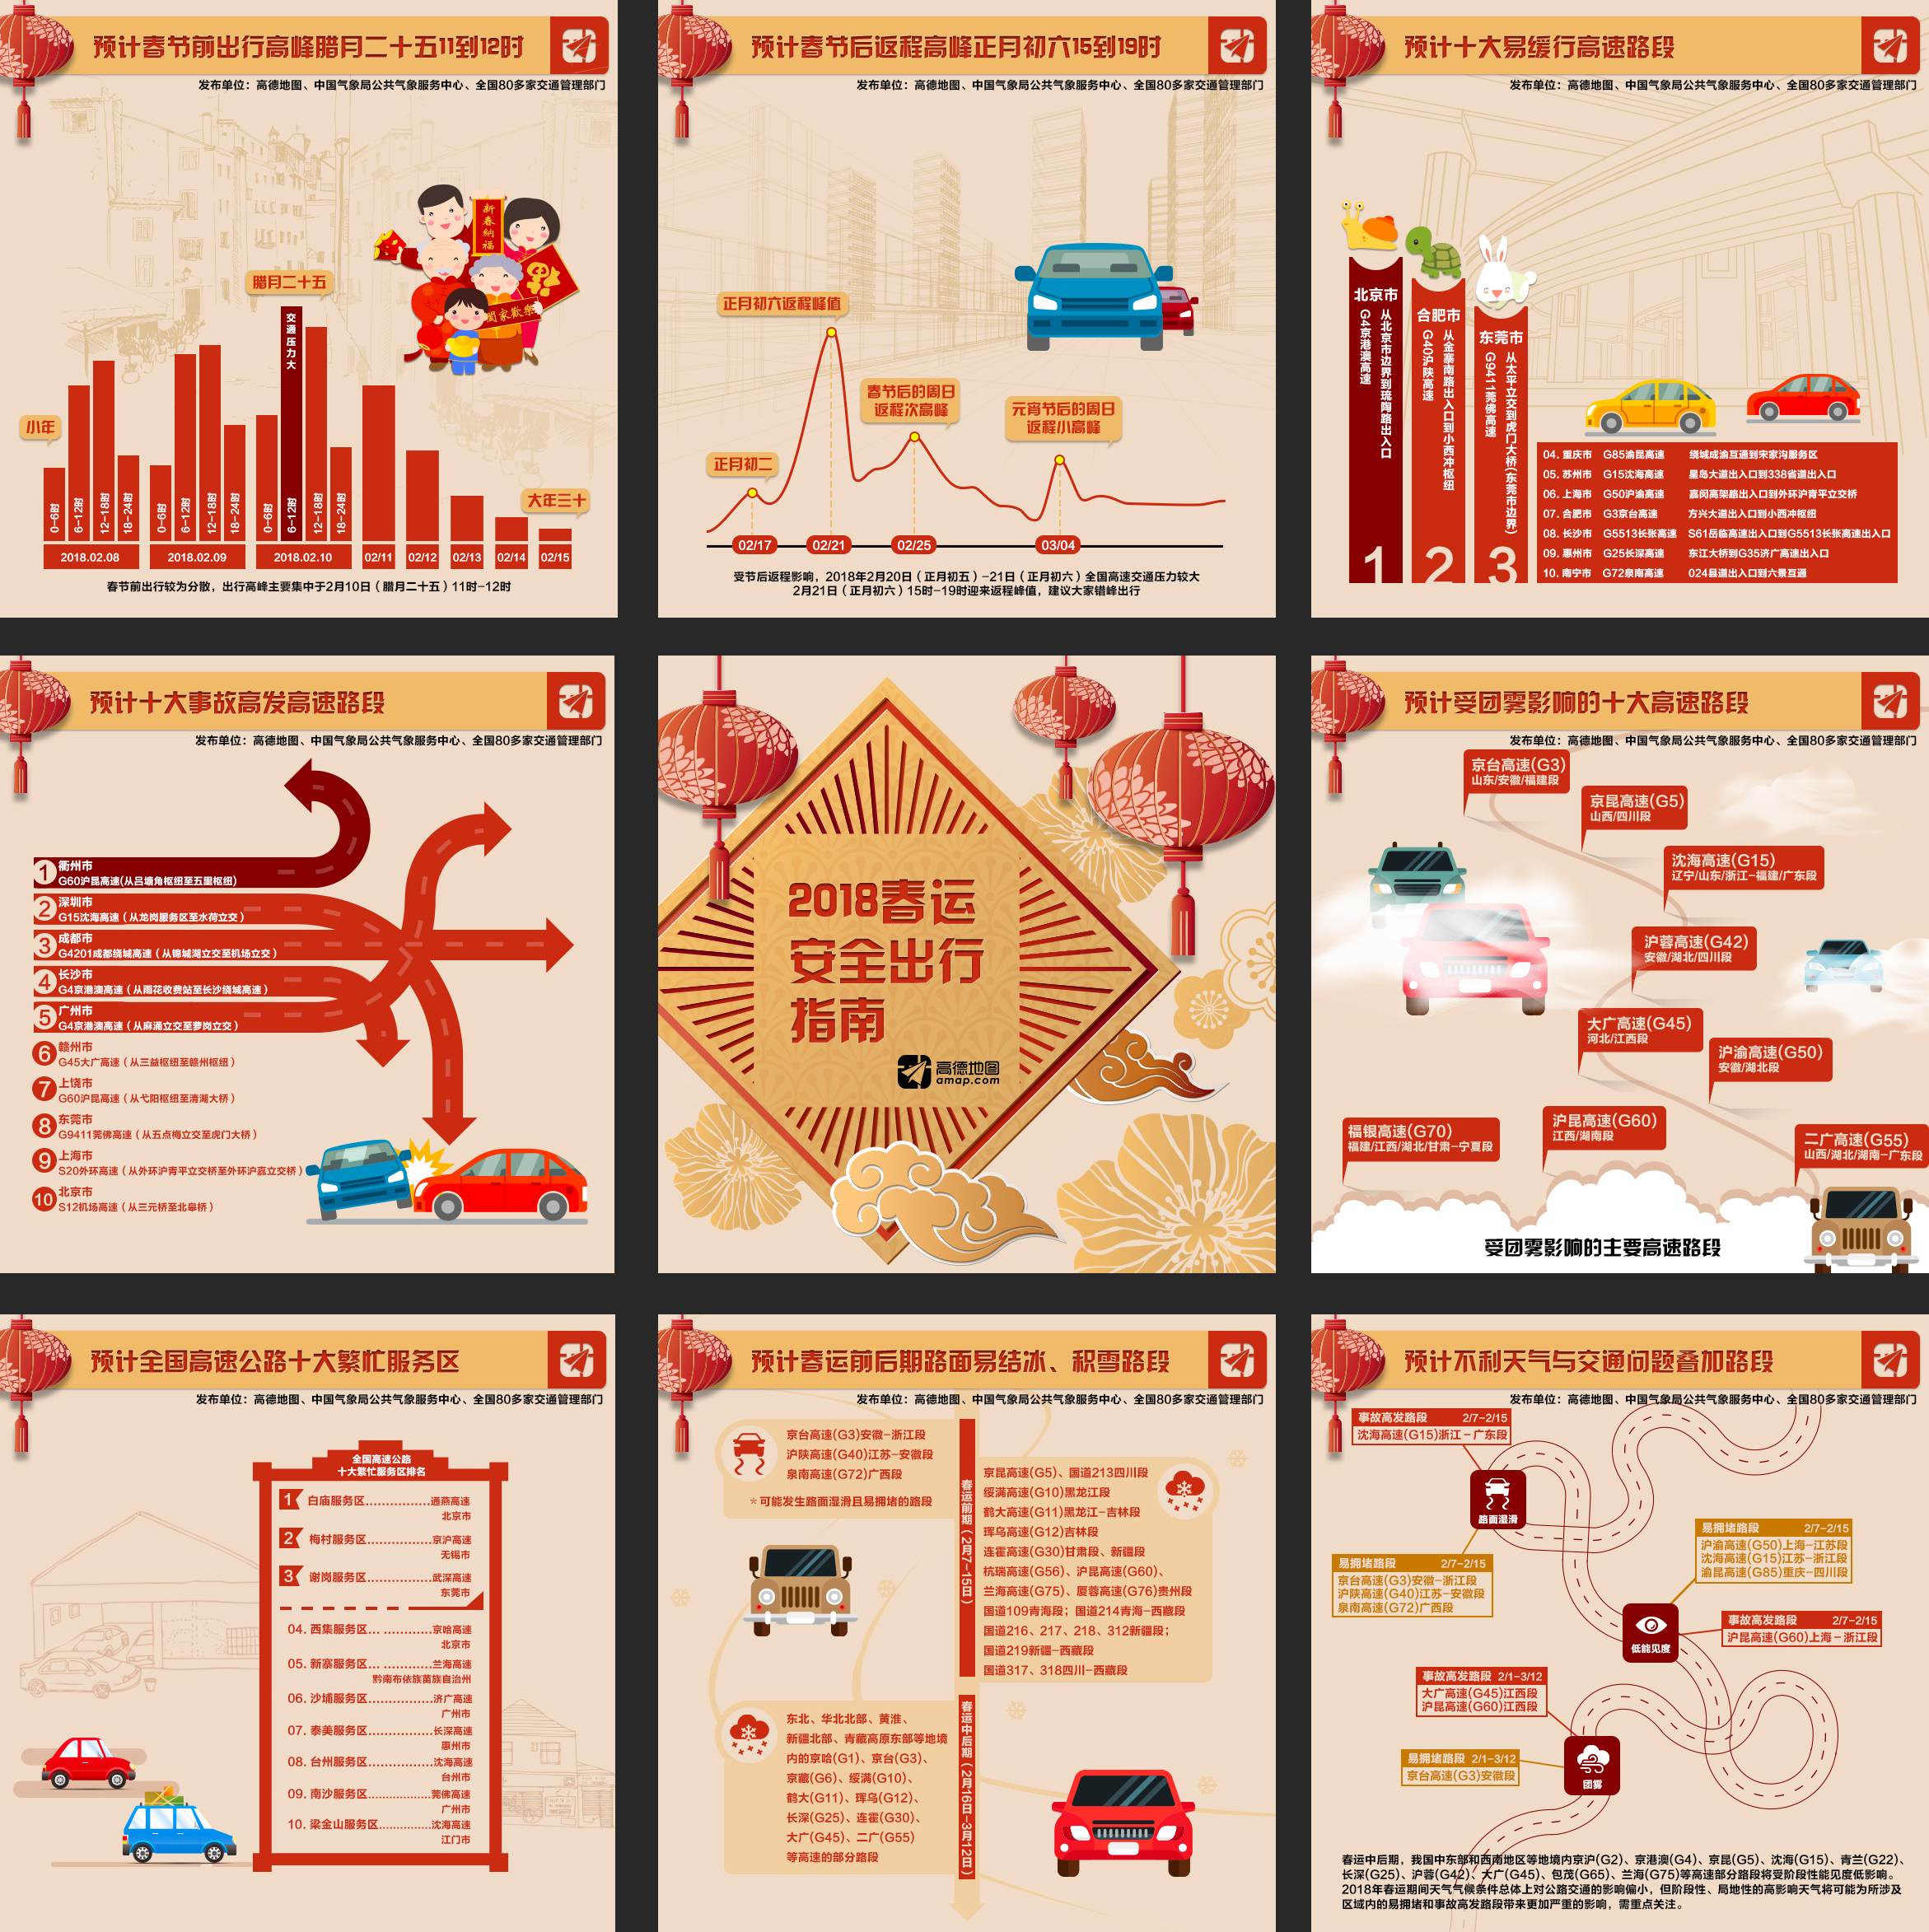 预计春节前出行高峰腊月二十五11到12时
发布单位：高德地图、中国气象局公共气象服务中心、全国80多家交通管理部门
新春纳福
闔家歡樂
腊月二十五
小年
大年三十
交通压力大
0-6时
6-12时
12-18时
18-24时
0-6时
6-12时
12-18时
18-24时
0-6时
6-12时
12-18时
18-24时
2018.02.08
2018.02.09
2018.02.10
02/11
02/12
02/13
02/14
02/15
春节前出行较为分散，出行高峰主要集中于2月10日（腊月二十五）11时-12时
预计春节后返程高峰正月初六15到19时
发布单位：高德地图、中国气象局公共气象服务中心、全国80多家交通管理部门
正月初六返程峰值
春节后的周日
返程次高峰
元宵节后的周日
返程小高峰
正月初二
02/17
02/21
02/25
03/04
受节后返程影响，2018年2月20日（正月初五）-21日（正月初六）全国高速交通压力较大
2月21日（正月初六）15时-19时迎来返程峰值，建议大家错峰出行
预计十大易缓行高速路段
发布单位：高德地图、中国气象局公共气象服务中心、全国80多家交通管理部门
北京市
从北京市边界到琉陶路出入口
G4京港澳高速
1
合肥市
从金寨南路出入口到小西冲枢纽
G40沪陕高速
2
东莞市
从太平立交到虎门大桥(东莞市边界)
G9411莞佛高速
3
04. 重庆市 G85渝昆高速 绕城成渝互通到宋家沟服务区
05. 苏州市 G15沈海高速 星岛大道出入口到338省道出入口
06. 上海市 G50沪渝高速 嘉闵高架路出入口到外环沪青平立交桥
07. 合肥市 G3京台高速 方兴大道出入口到小西冲枢纽
08. 长沙市 G5513长张高速 S61岳临高速出入口到G5513长张高速出入口
09. 惠州市 G25长深高速 东江大桥到G35济广高速出入口
10. 南宁市 G72泉南高速 024县道出入口到六景互通
预计十大事故高发高速路段
发布单位：高德地图、中国气象局公共气象服务中心、全国80多家交通管理部门
1 衢州市
G60沪昆高速(从吕塘角枢纽至五里枢纽)
2 深圳市
G15沈海高速（从龙岗服务区至水荷立交）
3 成都市
G4201成都绕城高速（从锦城湖立交至机场立交）
4 长沙市
G4京港澳高速（从雨花收费站至长沙绕城高速）
5 广州市
G4京港澳高速（从麻涌立交至萝岗立交）
6 赣州市
G45大广高速（从三益枢纽至赣州枢纽）
7 上饶市
G60沪昆高速（从弋阳枢纽至清湖大桥）
8 东莞市
G9411莞佛高速（从五点梅立交至虎门大桥）
9 上海市
S20外环高速（从外环沪青平立交桥至外环沪嘉立交桥）
10 北京市
S12机场高速（从三元桥至北皋桥）
2018春运
安全出行
指南
高德地图
amap.com
预计受团雾影响的十大高速路段
发布单位：高德地图、中国气象局公共气象服务中心、全国80多家交通管理部门
京台高速(G3)
山东/安徽/福建段
京昆高速(G5)
山西/四川段
沈海高速(G15)
辽宁/山东/浙江-福建/广东段
沪蓉高速(G42)
安徽/湖北/四川段
大广高速(G45)
河北/江西段
沪渝高速(G50)
安徽/湖北段
福银高速(G70)
福建/江西/湖北/甘肃-宁夏段
沪昆高速(G60)
江西/湖南段
二广高速(G55)
山西/湖北/湖南-广东段
受团雾影响的主要高速路段
预计全国高速公路十大繁忙服务区
发布单位：高德地图、中国气象局公共气象服务中心、全国80多家交通管理部门
全国高速公路
十大繁忙服务区排名
1 白庙服务区................通燕高速
北京市
2 梅村服务区................京沪高速
无锡市
3 谢岗服务区................武深高速
东莞市
04. 西集服务区... ............京哈高速
北京市
05. 新寨服务区... ............兰海高速
黔南布依族苗族自治州
06. 沙埔服务区................济广高速
广州市
07. 泰美服务区................长深高速
惠州市
08. 台州服务区................沈海高速
台州市
09. 南沙服务区................莞佛高速
广州市
10. 梁金山服务区.............沈海高速
江门市
预计春运前后期路面易结冰、积雪路段
发布单位：高德地图、中国气象局公共气象服务中心、全国80多家交通管理部门
京台高速(G3)安徽-浙江段
沪陕高速(G40)江苏-安徽段
泉南高速(G72)广西段
*可能发生路面湿滑且易拥堵的路段
春运前期（2月7-15日）
京昆高速(G5)、国道213四川段
绥满高速(G10)黑龙江段
鹤大高速(G11)黑龙江-吉林段
珲乌高速(G12)吉林段
连霍高速(G30)甘肃段、新疆段
杭瑞高速(G56)、沪昆高速(G60)、
兰海高速(G75)、厦蓉高速(G76)贵州段
国道109青海段；国道214青海-西藏段
国道216、217、218、312新疆段；
国道219新疆-西藏段
国道317、318四川-西藏段
春运中后期（2月16日-3月12日）
东北、华北北部、黄淮、
新疆北部、青藏高原东部等地境
内的京哈(G1)、京台(G3)、
京藏(G6)、绥满(G10)、
鹤大(G11)、珲乌(G12)、
长深(G25)、连霍(G30)、
大广(G45)、二广(G55)
等高速的部分路段
预计不利天气与交通问题叠加路段
发布单位：高德地图、中国气象局公共气象服务中心、全国80多家交通管理部门
事故高发路段 2/7-2/15
沈海高速(G15)浙江－广东段
路面湿滑
易拥堵路段 2/7-2/15
京台高速(G3)安徽-浙江段
沪陕高速(G40)江苏-安徽段
泉南高速(G72)广西段
易拥堵路段 2/7-2/15
沪渝高速(G50)上海-江苏段
沈海高速(G15)江苏-浙江段
渝昆高速(G85)重庆-四川段
低能见度
事故高发路段 2/7-2/15
沪昆高速(G60)上海－浙江段
事故高发路段 2/1-3/12
大广高速(G45)江西段
沪昆高速(G60)江西段
易拥堵路段 2/1-3/12
京台高速(G3)安徽段
团雾
春运中后期，我国中东部和西南地区等地境内京沪(G2)、京港澳(G4)、京昆(G5)、沈海(G15)、青兰(G22)、
长深(G25)、沪蓉(G42)、大广(G45)、包茂(G65)、兰海(G75)等高速部分路段将受阶段性能见度低影响。
2018年春运期间天气气候条件总体上对公路交通的影响偏小，但阶段性、局地性的高影响天气将可能为所涉及
区域内的易拥堵和事故高发路段带来更加严重的影响，需重点关注。